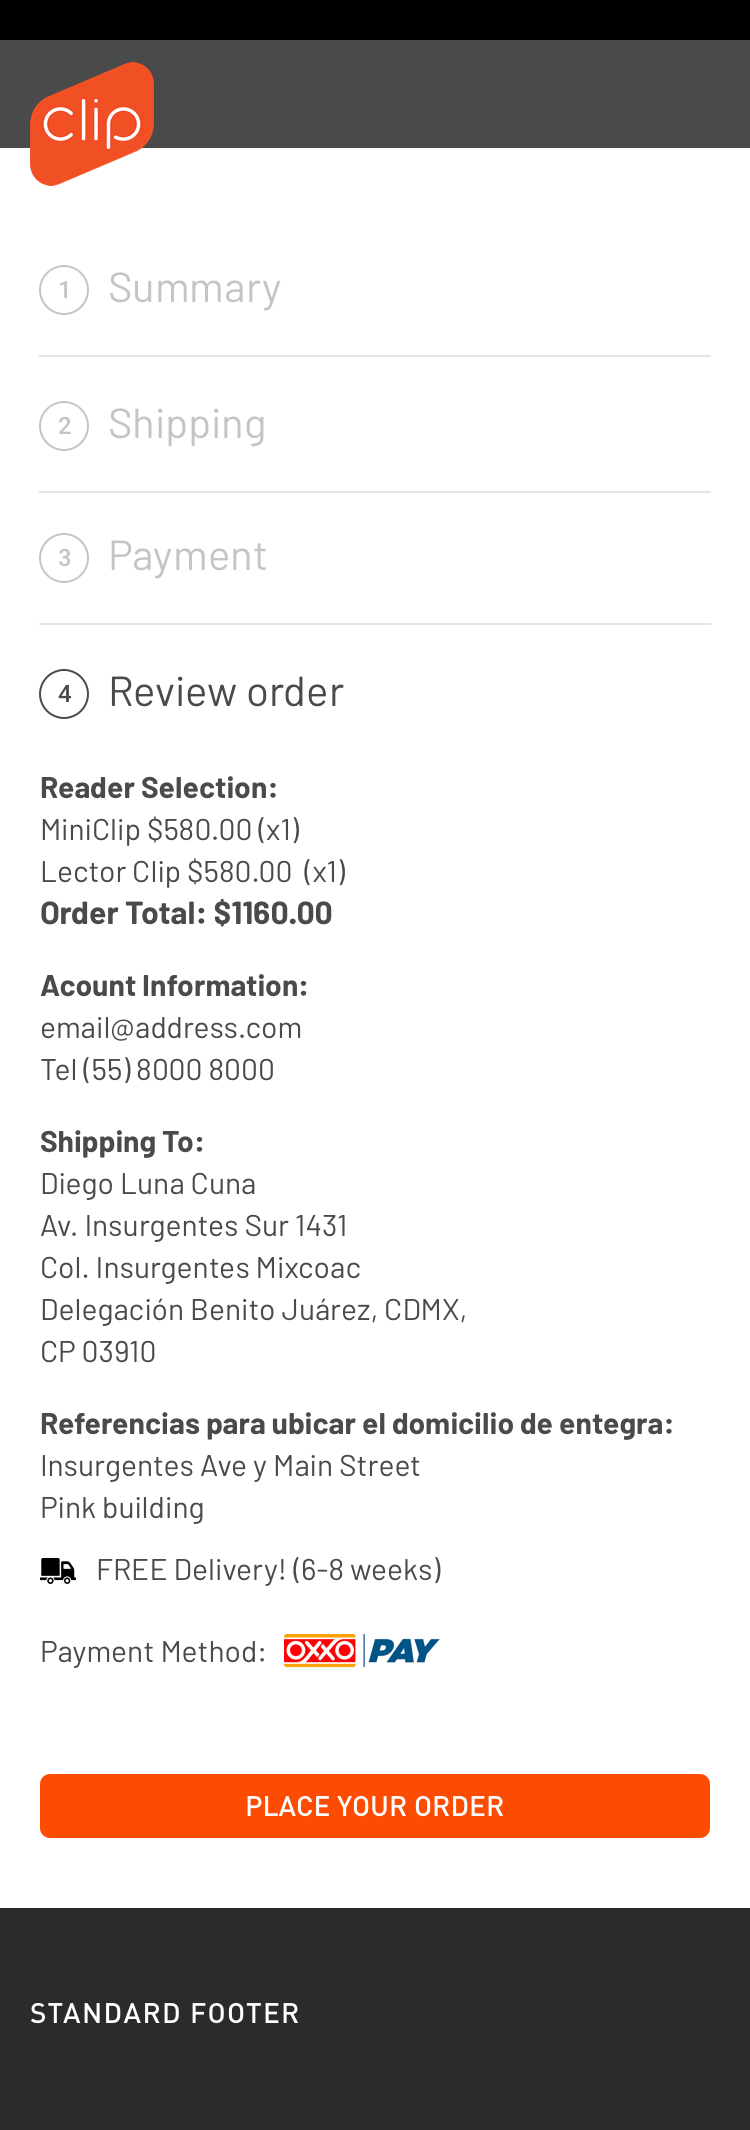 clip
1 Summary
2 Shipping
3 Payment
4 Review order
Reader Selection:
MiniClip $580.00 (x1)
Lector Clip $580.00 (x1)
Order Total: $1160.00
Acount Information:
email@address.com
Tel (55) 8000 8000
Shipping To:
Diego Luna Cuna
Av. Insurgentes Sur 1431
Col. Insurgentes Mixcoac
Delegación Benito Juárez, CDMX,
CP 03910
Referencias para ubicar el domicilio de entegra:
Insurgentes Ave y Main Street
Pink building
FREE Delivery! (6-8 weeks)
Payment Method: OXXO PAY
PLACE YOUR ORDER
STANDARD FOOTER